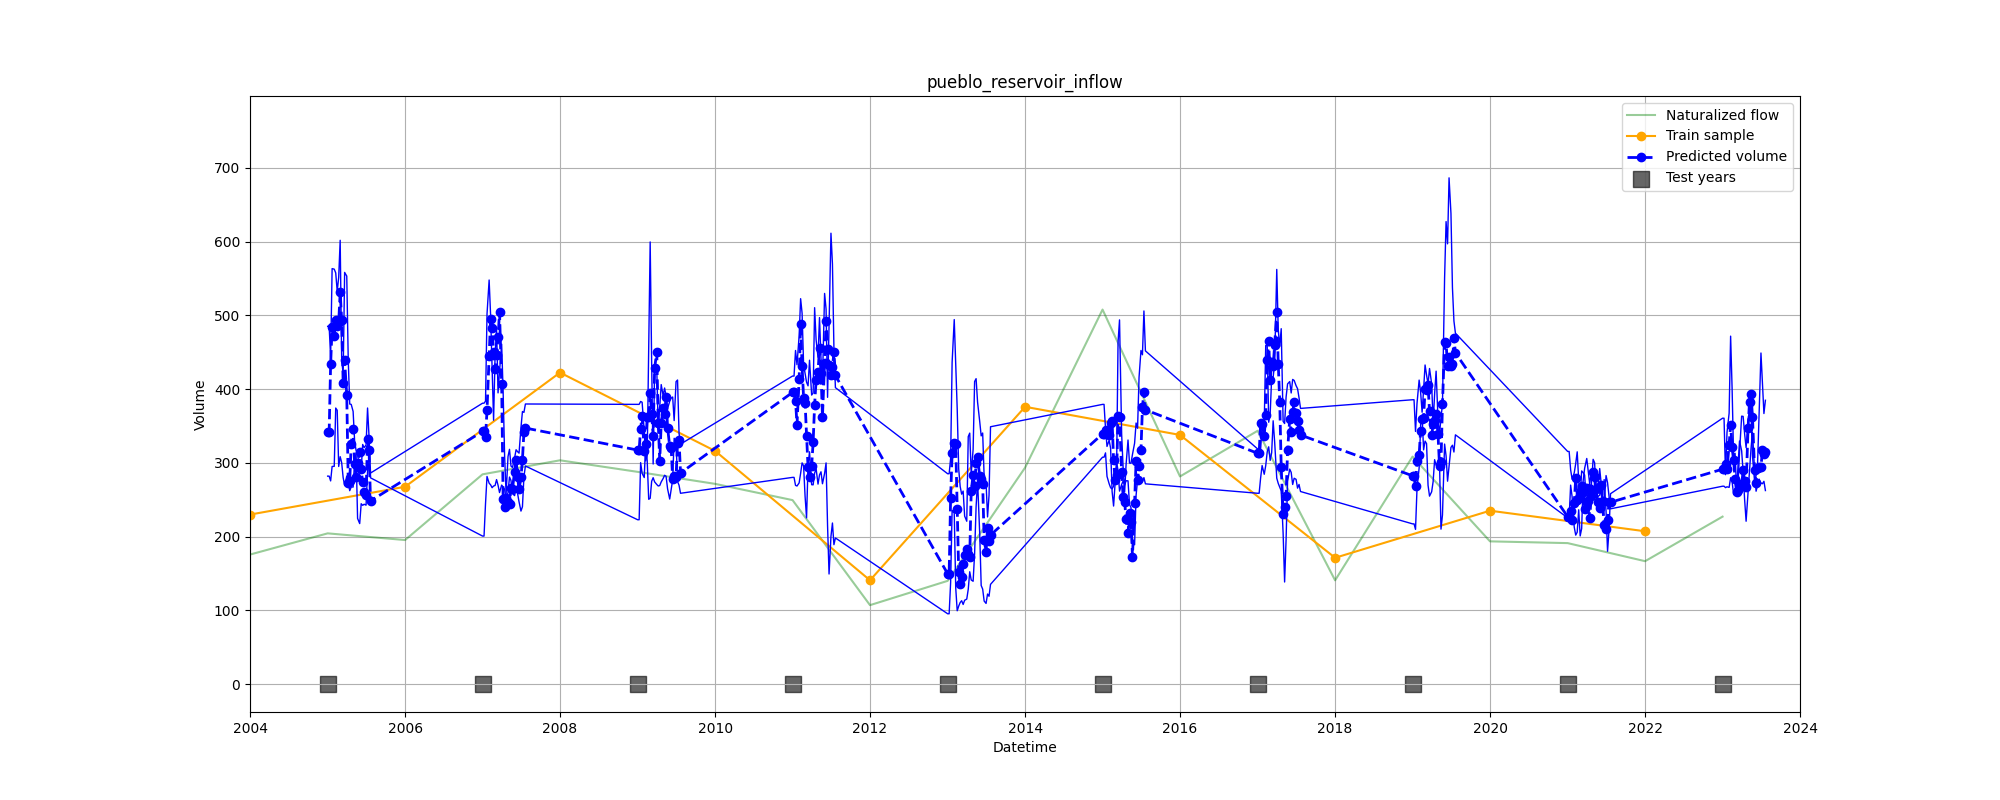 pueblo_reservoir_inflow
Naturalized flow
Train sample
Predicted volume
Test years
700
600
500
400
300
200
100
0
Volume
2004 2006 2008 2010 2012 2014 2016 2018 2020 2022 2024
Datetime